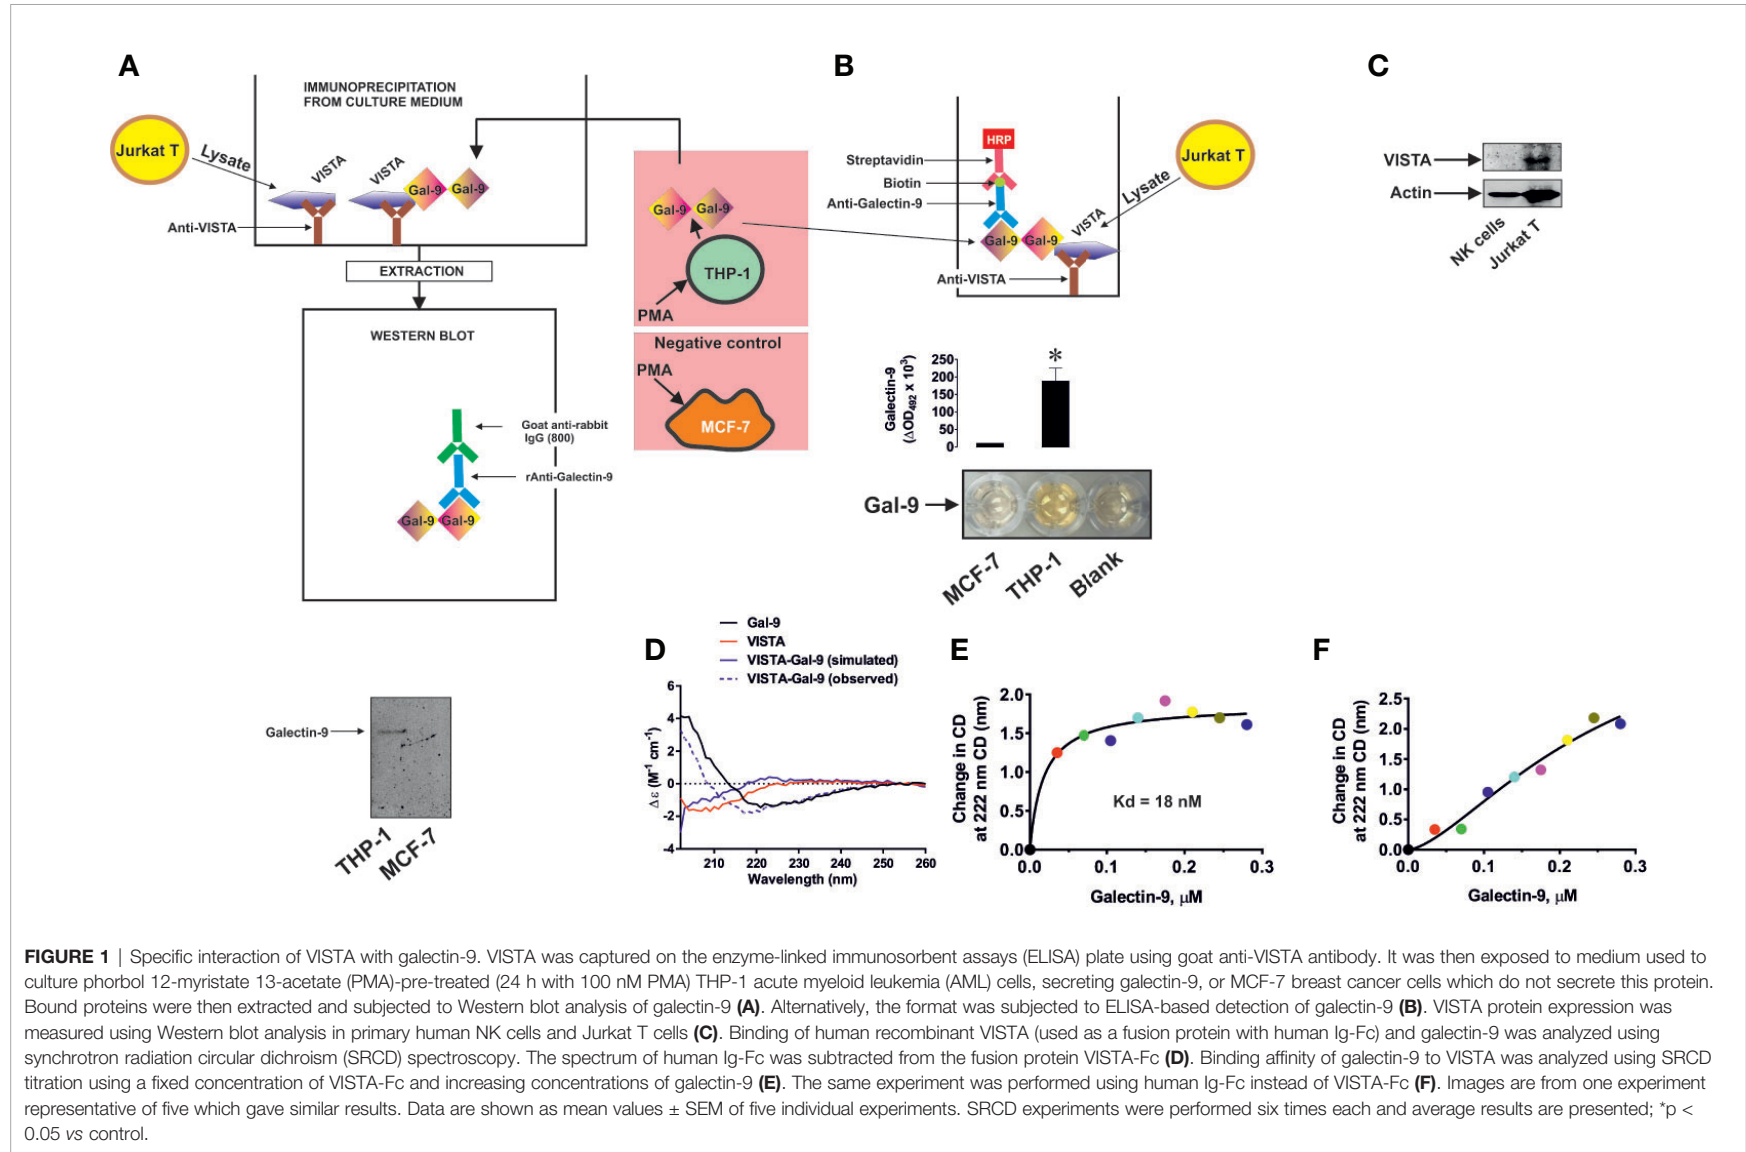 A
IMMUNOPRECIPITATION
FROM CULTURE MEDIUM
Jurkat T
Lysate
VISTA
VISTA
Gal-9
Gal-9
Anti-VISTA
EXTRACTION
WESTERN BLOT
Goat anti-rabbit
IgG (800)
rAnti-Galectin-9
Gal-9
Gal-9
Gal-9
Gal-9
THP-1
PMA
Negative control
PMA
MCF-7
Galectin-9
THP-1
MCF-7
B
HRP
Streptavidin
Biotin
Anti-Galectin-9
Gal-9
Gal-9
VISTA
Anti-VISTA
Jurkat T
Lysate
Galectin-9
(ΔOD492 x 10³)
250
200
150
100
50
0
*
Gal-9
MCF-7
THP-1
Blank
C
VISTA
Actin
NK cells
Jurkat T
D
Gal-9
VISTA
VISTA-Gal-9 (simulated)
VISTA-Gal-9 (observed)
Δ ε (M⁻¹ cm⁻¹)
6
4
2
0
-2
-4
210
220
230
240
250
260
Wavelength (nm)
E
Change in CD
at 222 nm CD (nm)
2.0
1.5
1.0
0.5
0.0
Kd = 18 nM
0.0
0.1
0.2
0.3
Galectin-9, μM
F
Change in CD
at 222 nm CD (nm)
2.5
2.0
1.5
1.0
0.5
0.0
0.0
0.1
0.2
0.3
Galectin-9, μM
FIGURE 1 | Specific interaction of VISTA with galectin-9. VISTA was captured on the enzyme-linked immunosorbent assays (ELISA) plate using goat anti-VISTA antibody. It was then exposed to medium used to
culture phorbol 12-myristate 13-acetate (PMA)-pre-treated (24 h with 100 nM PMA) THP-1 acute myeloid leukemia (AML) cells, secreting galectin-9, or MCF-7 breast cancer cells which do not secrete this protein.
Bound proteins were then extracted and subjected to Western blot analysis of galectin-9 (A). Alternatively, the format was subjected to ELISA-based detection of galectin-9 (B). VISTA protein expression was
measured using Western blot analysis in primary human NK cells and Jurkat T cells (C). Binding of human recombinant VISTA (used as a fusion protein with human Ig-Fc) and galectin-9 was analyzed using
synchrotron radiation circular dichroism (SRCD) spectroscopy. The spectrum of human Ig-Fc was subtracted from the fusion protein VISTA-Fc (D). Binding affinity of galectin-9 to VISTA was analyzed using SRCD
titration using a fixed concentration of VISTA-Fc and increasing concentrations of galectin-9 (E). The same experiment was performed using human Ig-Fc instead of VISTA-Fc (F). Images are from one experiment
representative of five which gave similar results. Data are shown as mean values ± SEM of five individual experiments. SRCD experiments were performed six times each and average results are presented; *p <
0.05 vs control.